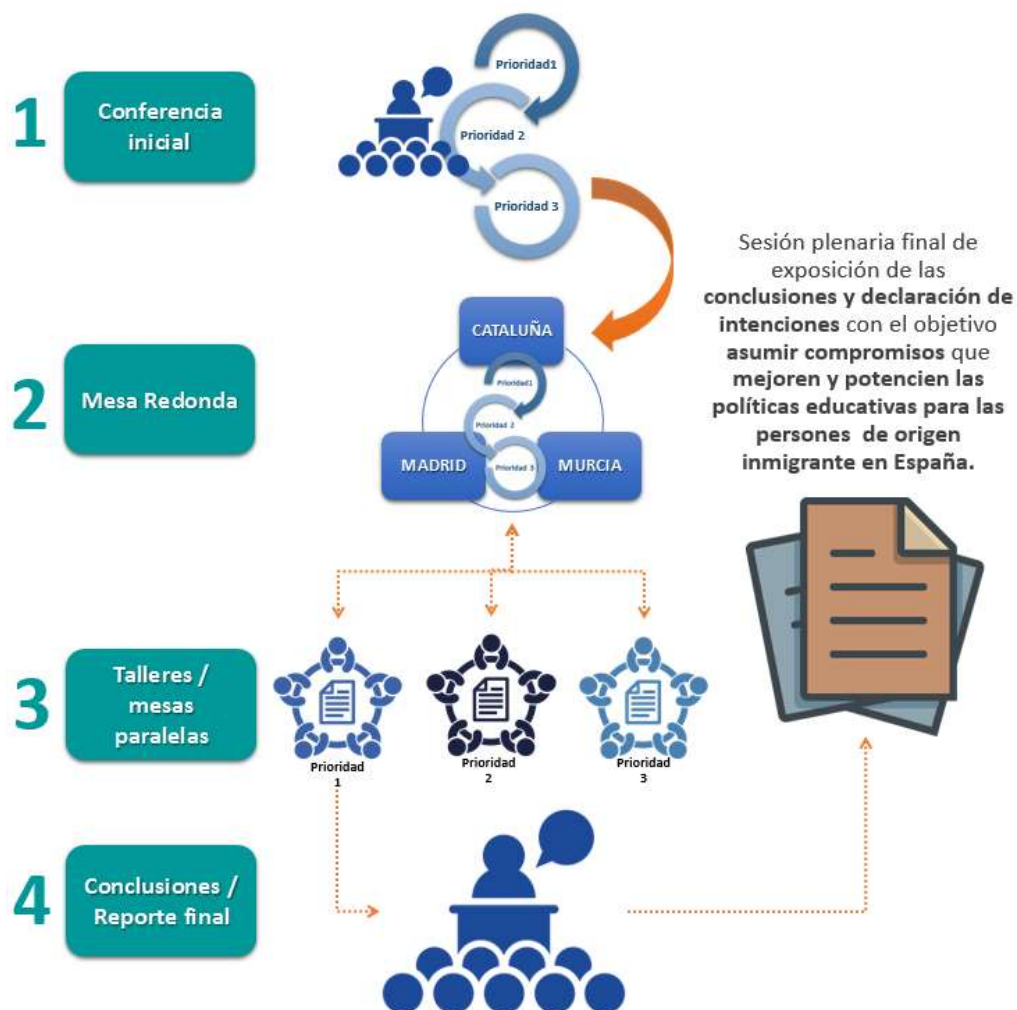 1
Conferencia
inicial
Prioridad1
Prioridad 2
Prioridad 3
Sesión plenaria final de
exposición de las
conclusiones y declaración de
intenciones con el objetivo
asumir compromisos que
mejoren y potencien las
políticas educativas para las
persones de origen
inmigrante en España.
2
Mesa Redonda
CATALUÑA
Prioridad1
Prioridad 2
Prioridad 3
MADRID
MURCIA
3
Talleres /
mesas
paralelas
Prioridad
1
Prioridad
2
Prioridad
3
4
Conclusiones /
Reporte final